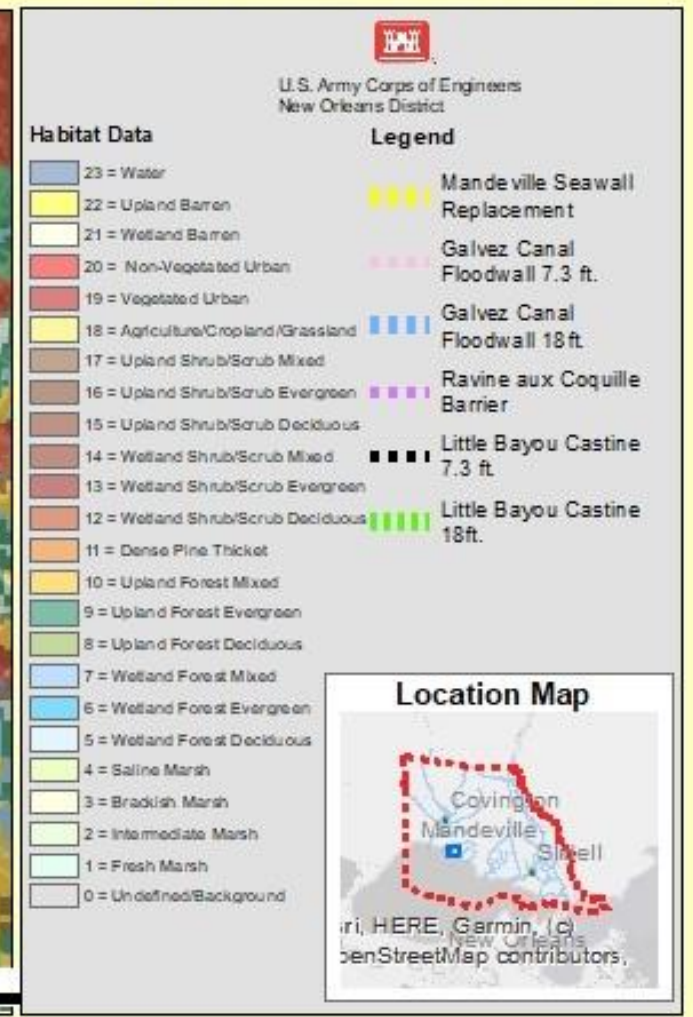 U.S. Army Corps of Engineers
New Orleans District
Habitat Data
23 = Water
22 = Upland Barren
21 = Wetland Barren
20 = Non-Vegetated Urban
19 = Vegetated Urban
18 = Agriculture/Cropland/Grassland
17 = Upland Shrub/Scrub Mixed
16 = Upland Shrub/Scrub Evergreen
15 = Upland Shrub/Scrub Deciduous
14 = Wetland Shrub/Scrub Mixed
13 = Wetland Shrub/Scrub Evergreen
12 = Wetland Shrub/Scrub Deciduous
11 = Dense Pine Thicket
10 = Upland Forest Mixed
9 = Upland Forest Evergreen
8 = Upland Forest Deciduous
7 = Wetland Forest Mixed
6 = Wetland Forest Evergreen
5 = Wetland Forest Deciduous
4 = Saline Marsh
3 = Brackish Marsh
2 = Intermediate Marsh
1 = Fresh Marsh
0 = Undefined/Background
Legend
Mandeville Seawall
Replacement
Galvez Canal
Floodwall 7.3 ft.
Galvez Canal
Floodwall 18ft.
Ravine aux Coquille
Barrier
Little Bayou Castine
7.3 ft.
Little Bayou Castine
18ft.
Location Map
Covington
Mandeville
Slidell
New Orleans
sri, HERE, Garmin, (c)
penStreetMap contributors,